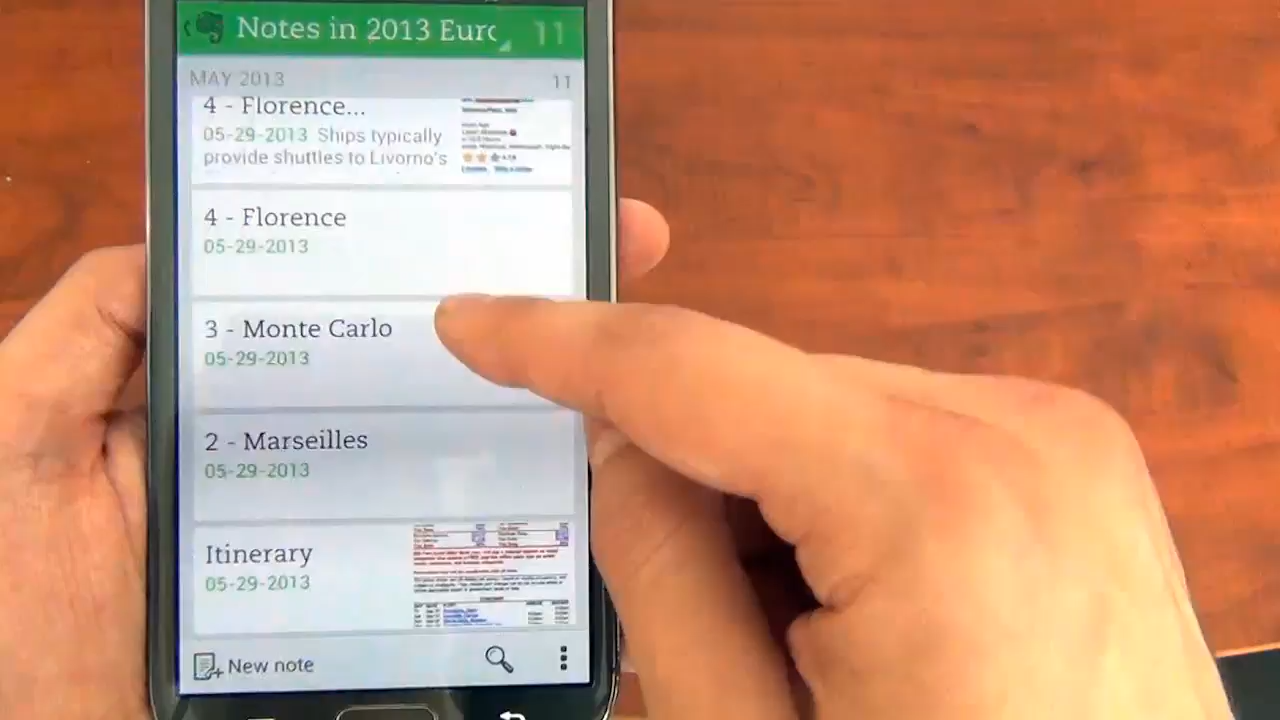 Notes in 2013 Eurc 11
MAY 2013 11
4 - Florence...
05-29-2013 Ships typically
provide shuttles to Livorno's
4 - Florence
05-29-2013
3 - Monte Carlo
05-29-2013
2 - Marseilles
05-29-2013
Itinerary
05-29-2013
New note